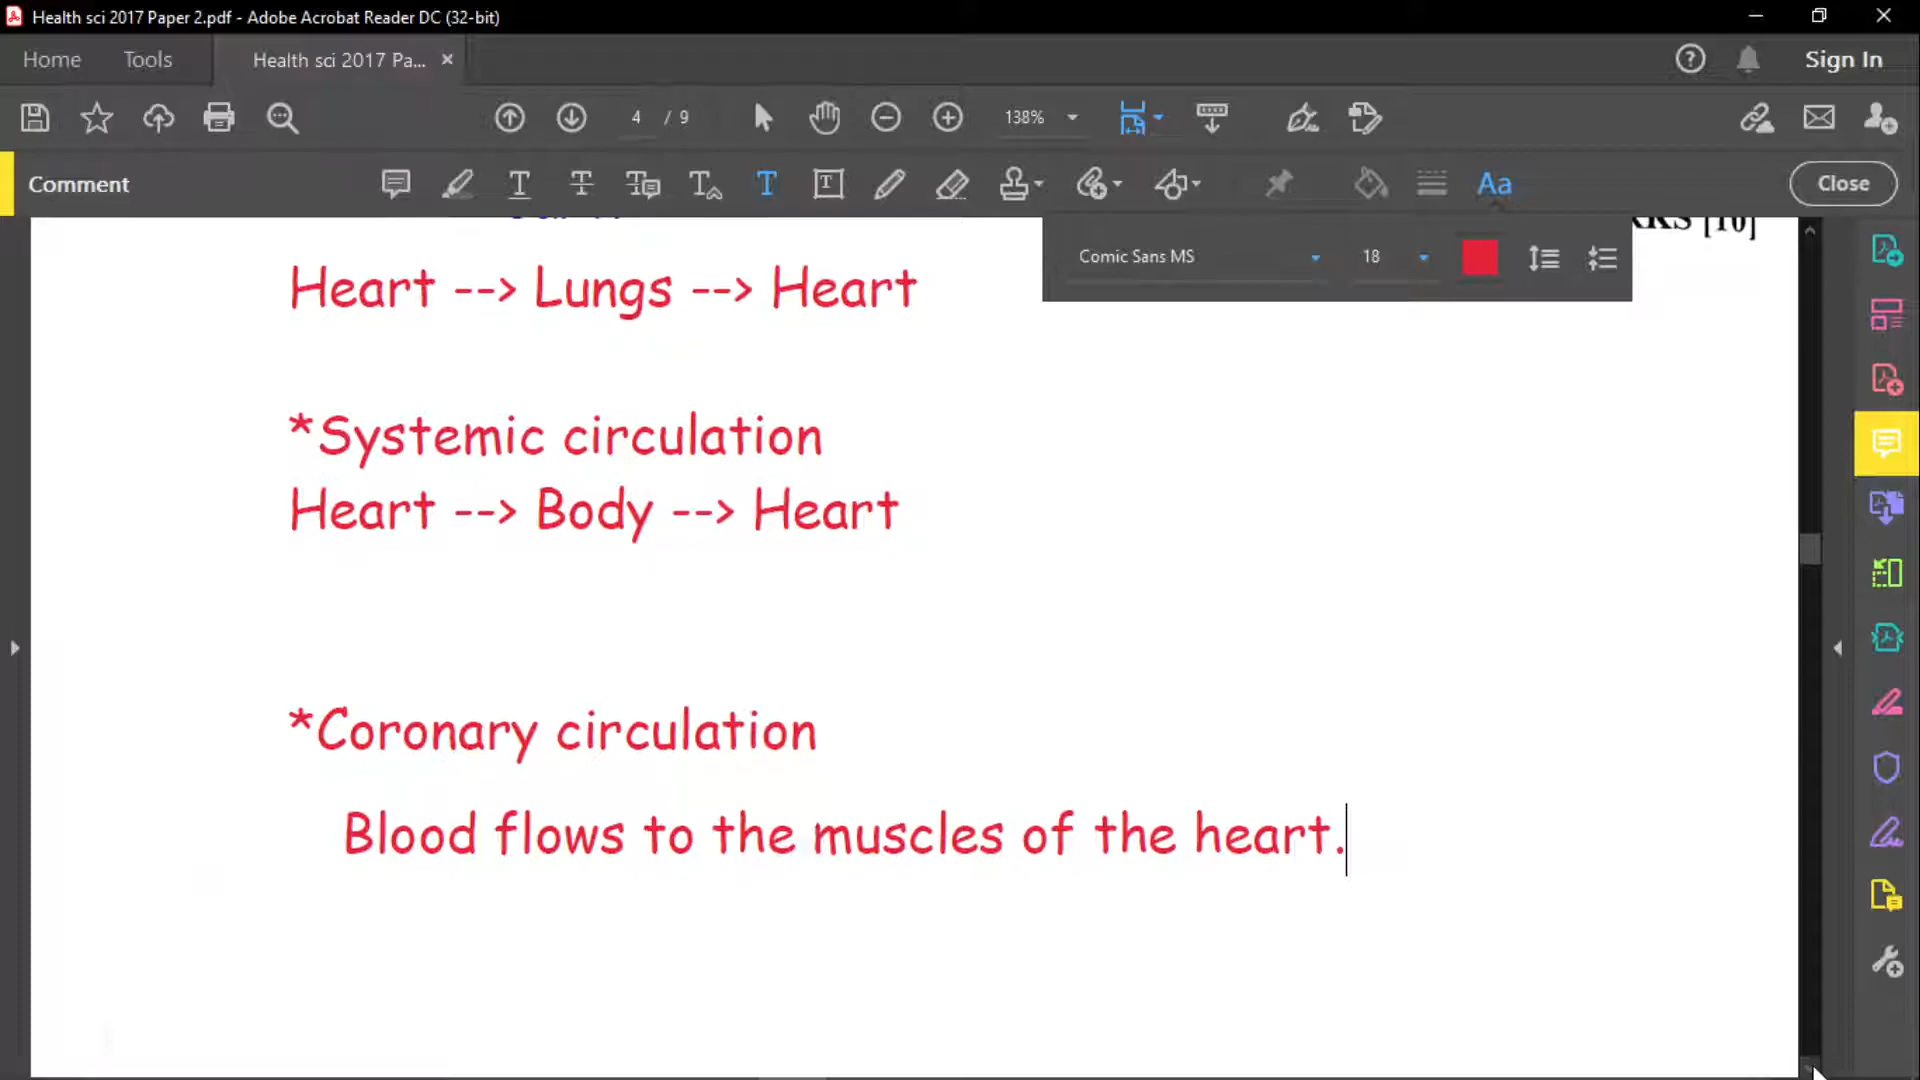 Health sci 2017 Paper 2.pdf - Adobe Acrobat Reader DC (32-bit)
Home Tools Health sci 2017 Pa... Sign In
4 / 9 138%
Comment Aa Close
[10]
Comic Sans MS 18
Heart --> Lungs --> Heart
*Systemic circulation
Heart --> Body --> Heart
*Coronary circulation
Blood flows to the muscles of the heart.